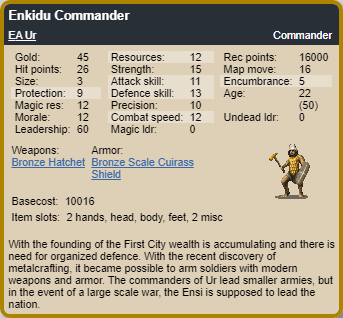 Enkidu Commander
EA Ur Commander
Gold: 45 Resources: 12 Rec points: 16000
Hit points: 26 Strength: 15 Map move: 16
Size: 3 Attack skill: 11 Encumbrance: 5
Protection: 9 Defence skill: 13 Age: 22
Magic res: 12 Precision: 10 (50)
Morale: 12 Combat speed: 12 Undead ldr: 0
Leadership: 60 Magic ldr: 0
Weapons: Armor:
Bronze Hatchet Bronze Scale Cuirass
Shield
Basecost: 10016
Item slots: 2 hands, head, body, feet, 2 misc
With the founding of the First City wealth is accumulating and there is
need for organized defence. With the recent discovery of
metalcrafting, it became possible to arm soldiers with modern
weapons and armor. The commanders of Ur lead smaller armies, but
in the event of a large scale war, the Ensi is supposed to lead the
nation.